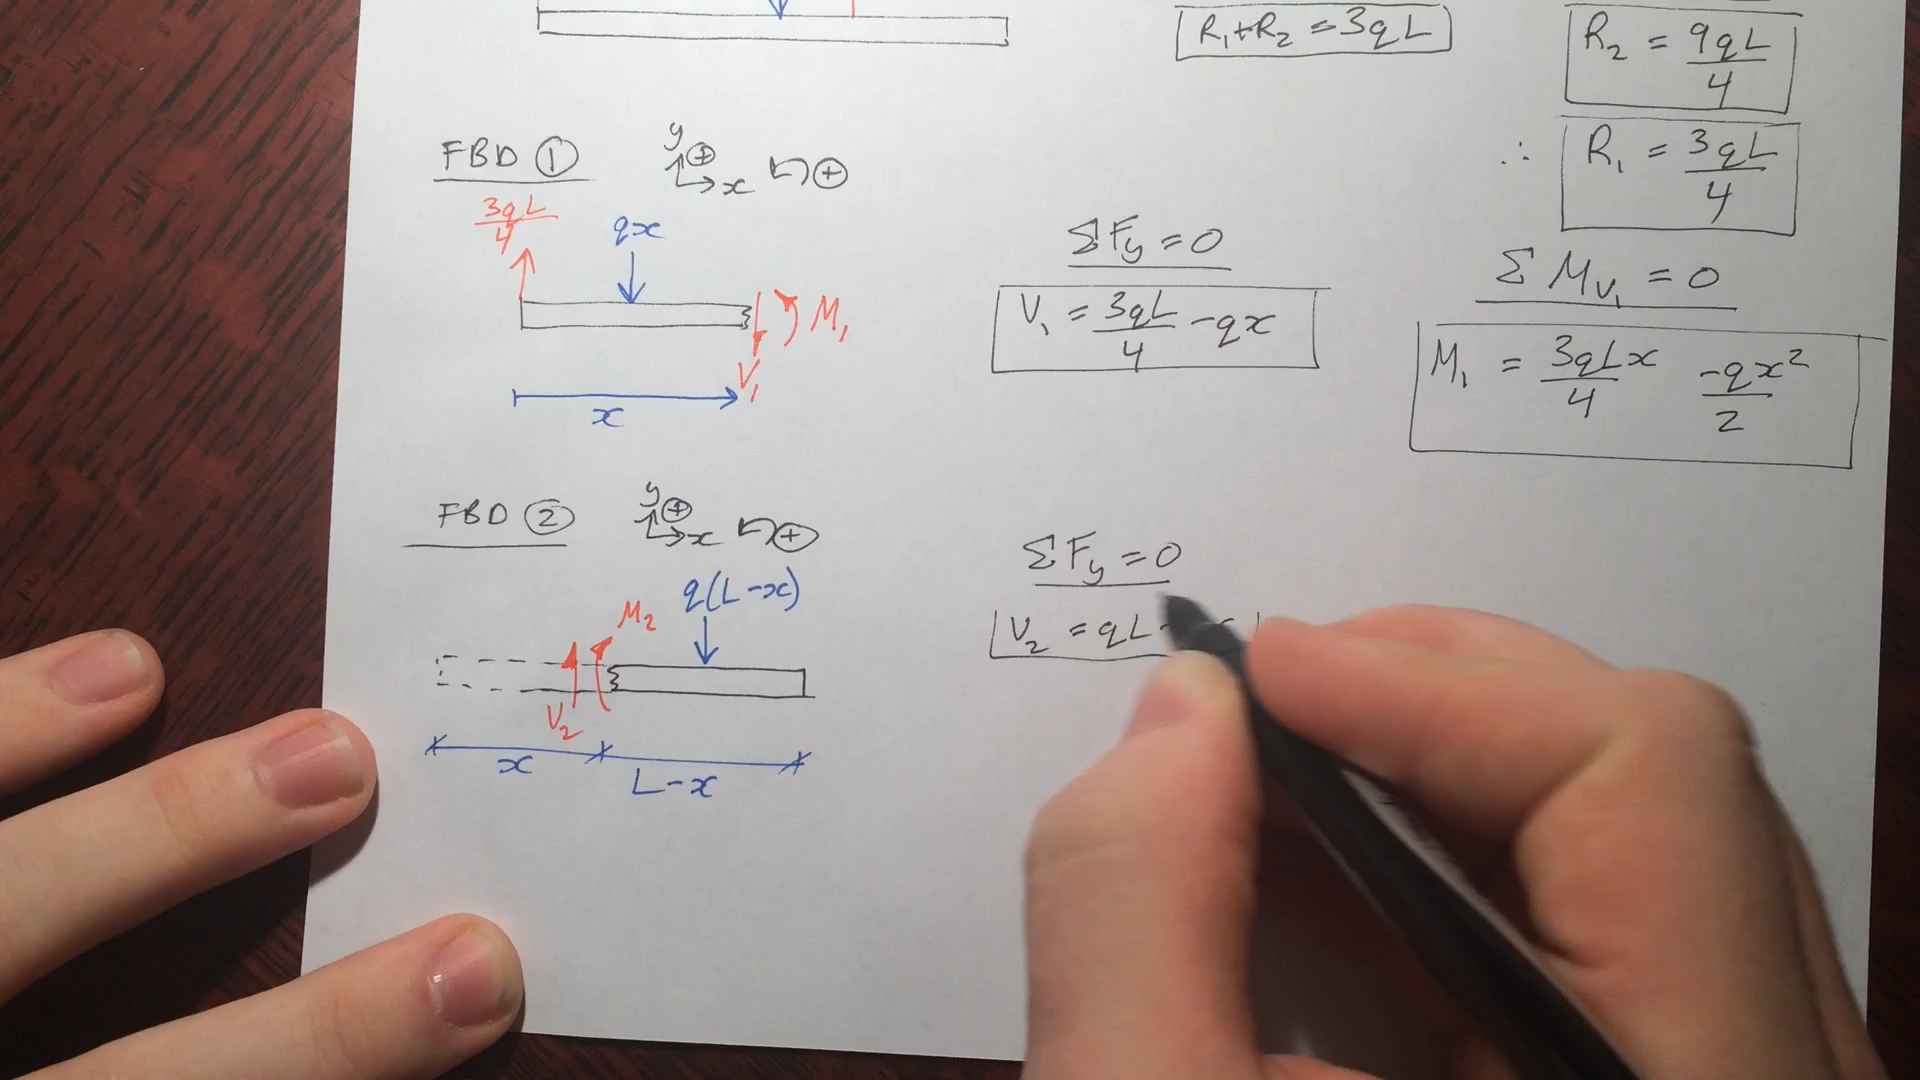 R₁+R₂ = 3qL
R₂ = 9qL/4
∴ R₁ = 3qL/4
FBD ① y ⊕ x ⊕
3qL/4
qx
M₁
V₁
x
ΣFy = 0
V₁ = 3qL/4 - qx
ΣM_V₁ = 0
M₁ = 3qLx/4 -qx²/2
FBD ② y ⊕ x ⊕
q(L-x)
M₂
V₂
x
L-x
ΣFy = 0
V₂ = qL